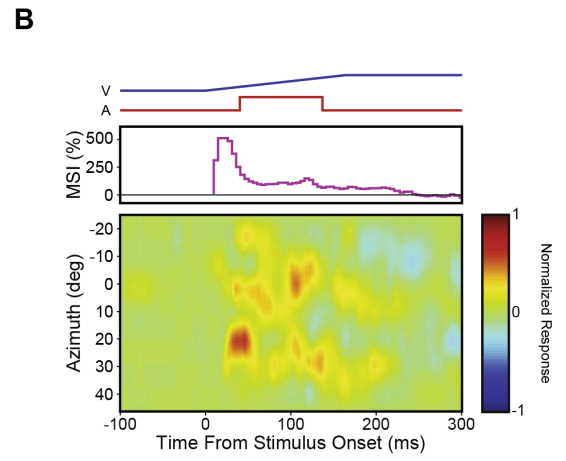 B
V
A
MSI (%)
500
250
0
Azimuth (deg)
-20
-10
0
10
20
30
40
-100 0 100 200 300
Time From Stimulus Onset (ms)
1
0
-1
Normalized Response